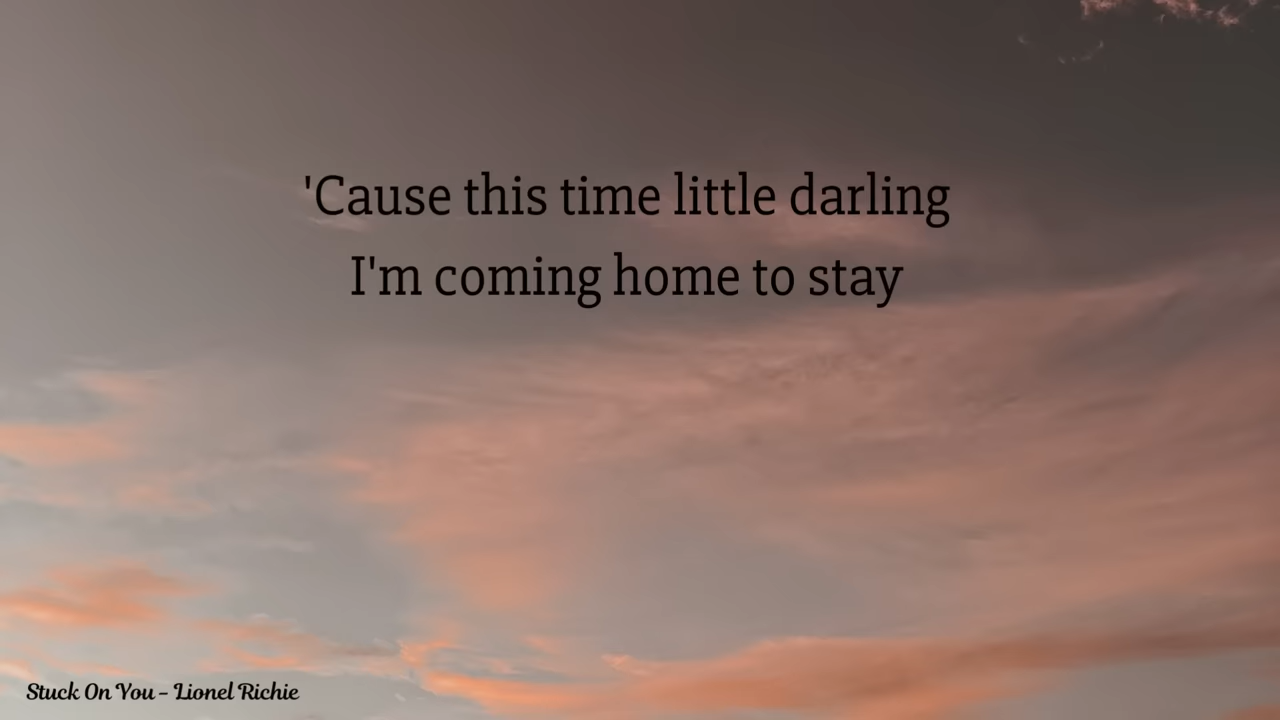 'Cause this time little darling
I'm coming home to stay
Stuck On You - Lionel Richie